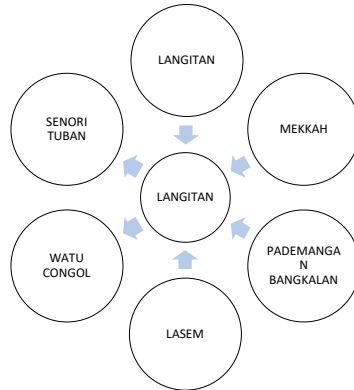 LANGITAN
SENORI
TUBAN
MEKKAH
LANGITAN
WATU
CONGOL
PADEMANGA
N
BANGKALAN
LASEM